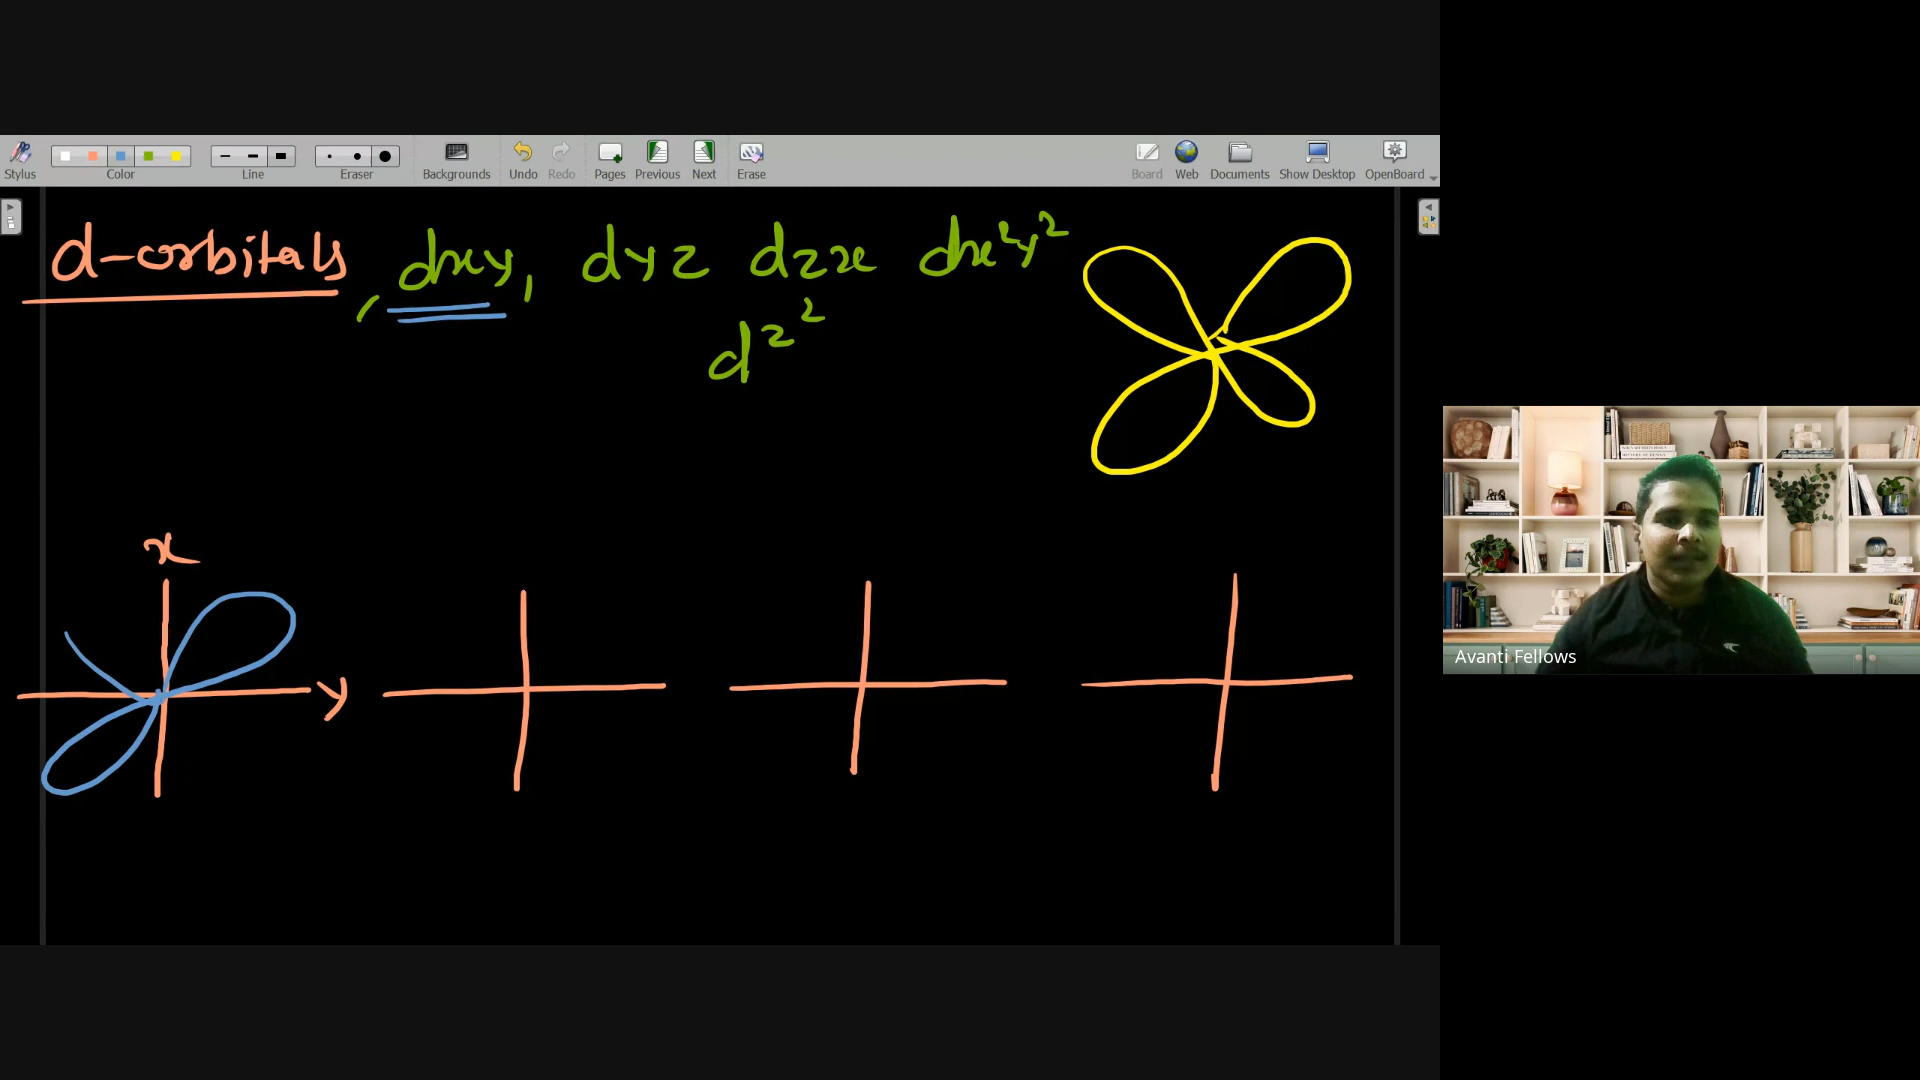 Stylus
Color
Line
Eraser
Backgrounds
Undo
Redo
Pages
Previous
Next
Erase
Board
Web
Documents
Show Desktop
OpenBoard
d-orbitals, dxy, dyz dzx dx²y²
dz²
x
y
Avanti Fellows